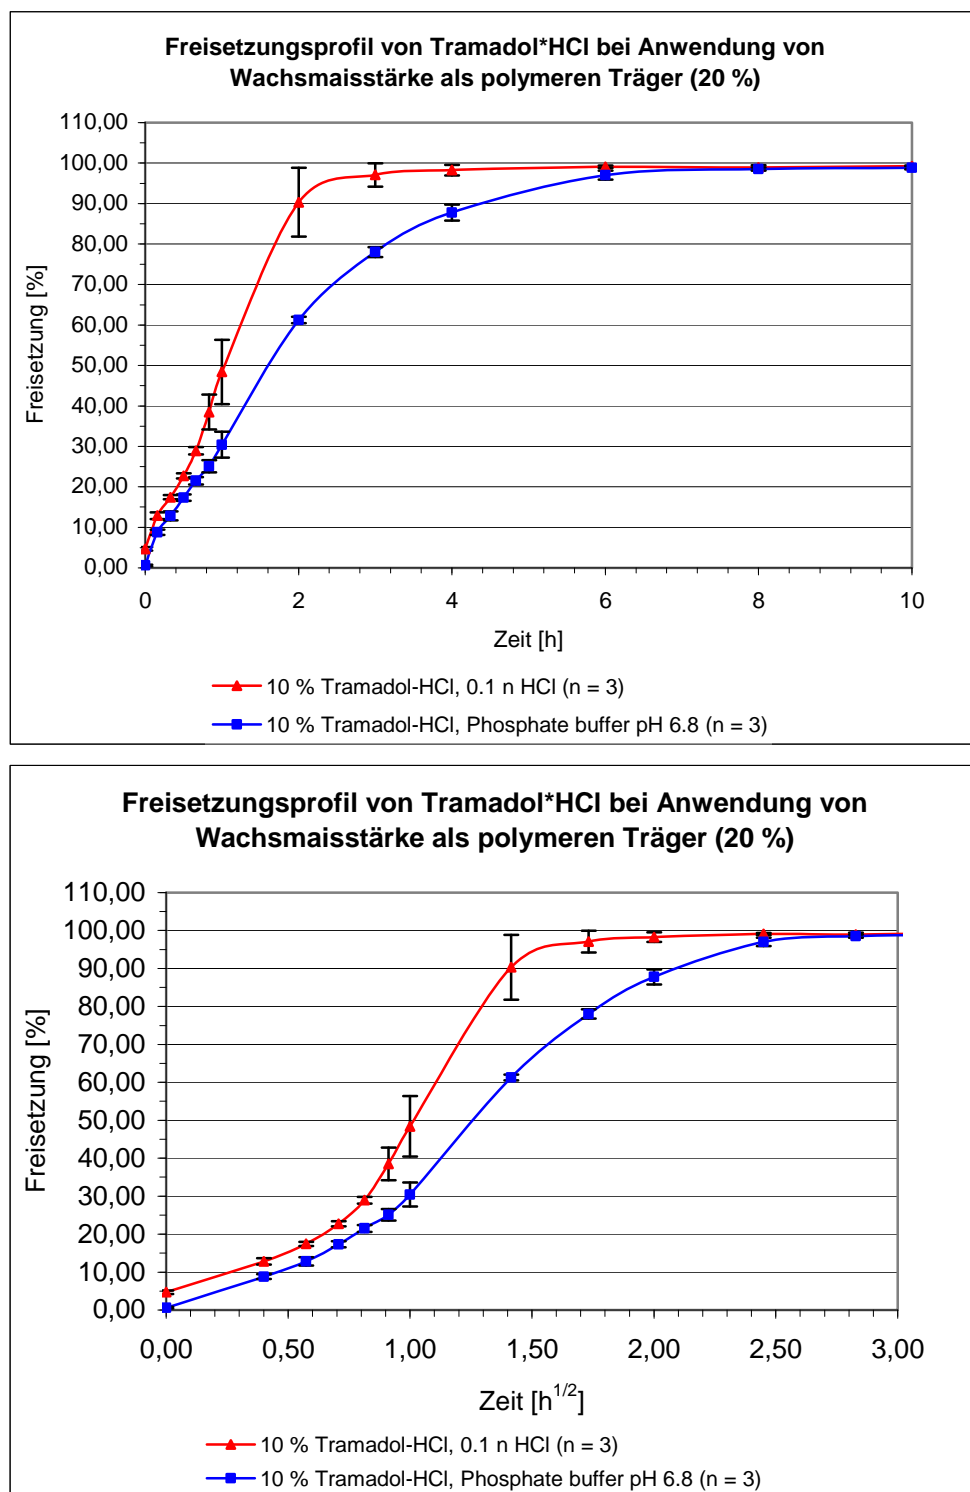 Freisetzungsprofil von Tramadol*HCl bei Anwendung von
Wachsmaisstärke als polymeren Träger (20 %)
110,00
100,00
90,00
80,00
70,00
60,00
50,00
40,00
30,00
20,00
10,00
0,00
Freisetzung [%]
0 2 4 6 8 10
Zeit [h]
10 % Tramadol-HCl, 0.1 n HCl (n = 3)
10 % Tramadol-HCl, Phosphate buffer pH 6.8 (n = 3)
Freisetzungsprofil von Tramadol*HCl bei Anwendung von
Wachsmaisstärke als polymeren Träger (20 %)
110,00
100,00
90,00
80,00
70,00
60,00
50,00
40,00
30,00
20,00
10,00
0,00
Freisetzung [%]
0,00 0,50 1,00 1,50 2,00 2,50 3,00
Zeit [h^1/2]
10 % Tramadol-HCl, 0.1 n HCl (n = 3)
10 % Tramadol-HCl, Phosphate buffer pH 6.8 (n = 3)